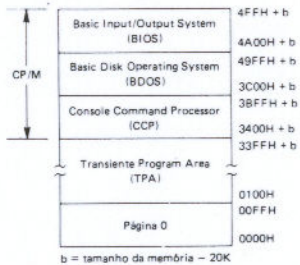 4FFH + b
Basic Input/Output System
(BIOS)
4A00H + b
CP/M
49FFH + b
Basic Disk Operating System
(BDOS)
3C00H + b
3BFFH + b
Console Command Processor
(CCP)
3400H + b
33FFH + b
Transiente Program Area
(TPA)
0100H
00FFH
Página 0
0000H
b = tamanho da memória – 20K